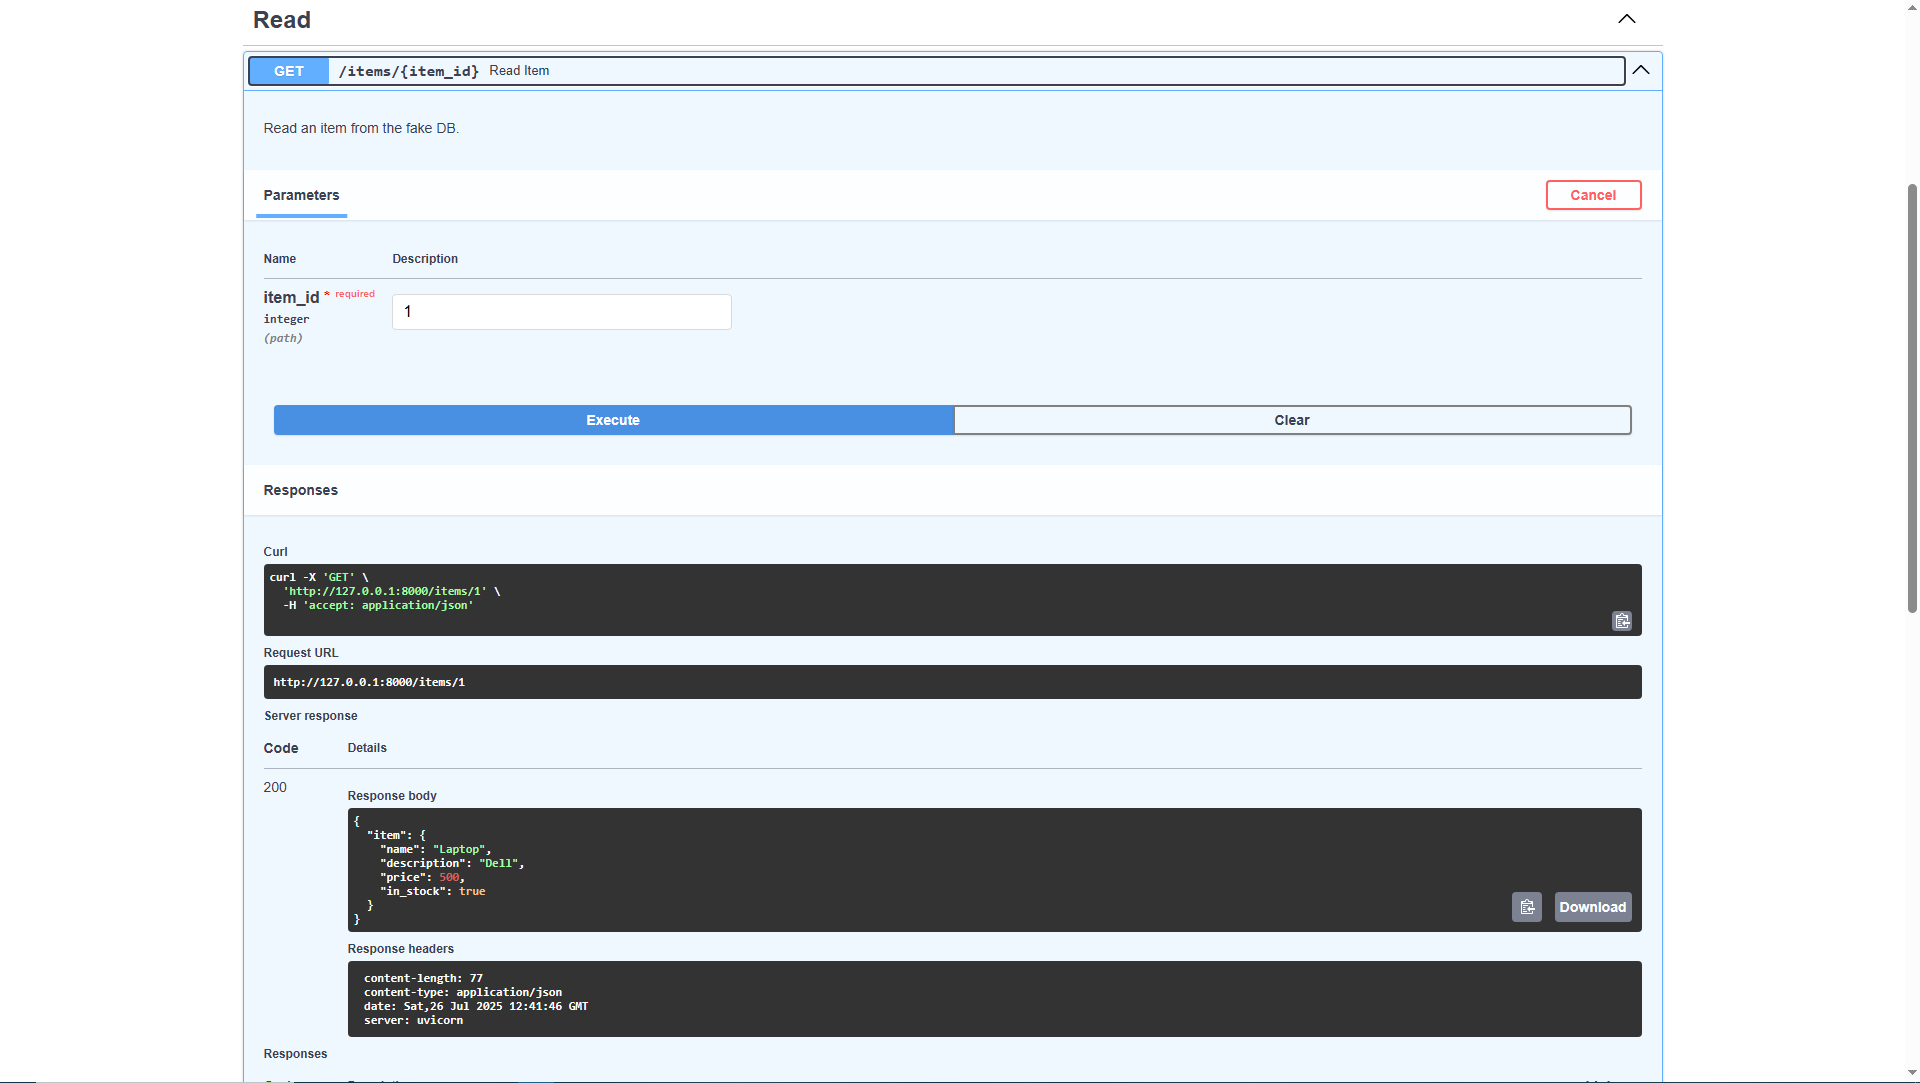 Read
GET /items/{item_id} Read Item
Read an item from the fake DB.
Parameters
Cancel
Name Description
item_id * required
integer
(path)
1
Execute
Clear
Responses
Curl
curl -X 'GET' \
  'http://127.0.0.1:8000/items/1' \
  -H 'accept: application/json'
Request URL
http://127.0.0.1:8000/items/1
Server response
Code Details
200
Response body
{
  "item": {
    "name": "Laptop",
    "description": "Dell",
    "price": 500,
    "in_stock": true
  }
}
Download
Response headers
content-length: 77
content-type: application/json
date: Sat,26 Jul 2025 12:41:46 GMT
server: uvicorn
Responses